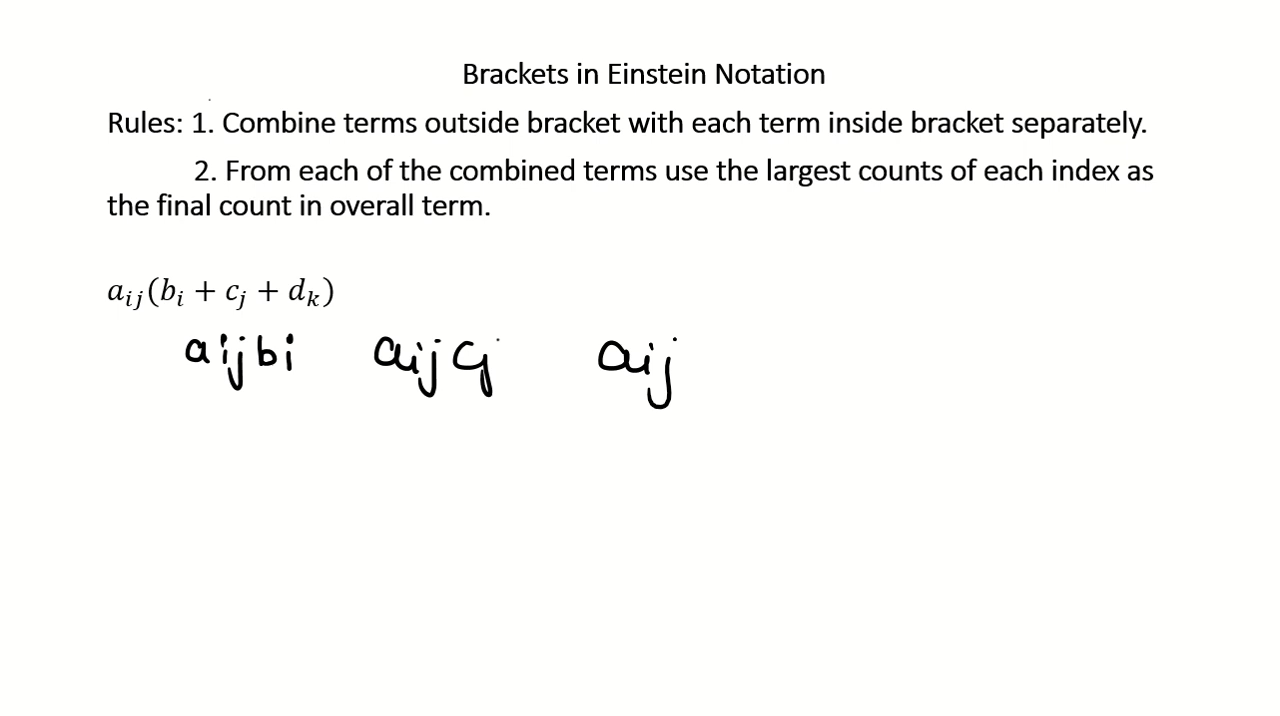 Brackets in Einstein Notation
Rules: 1. Combine terms outside bracket with each term inside bracket separately.
2. From each of the combined terms use the largest counts of each index as
the final count in overall term.
a_{ij}(b_i + c_j + d_k)
aijbi aijcj aij